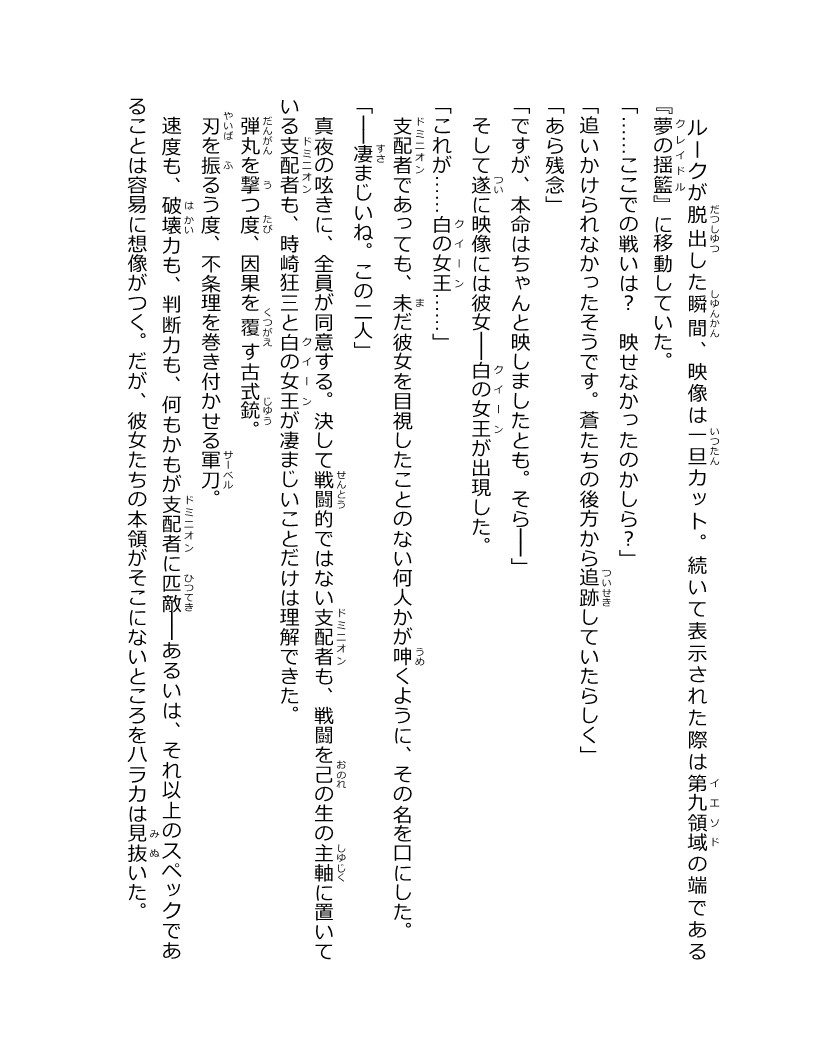 ルークが脱出した瞬間、映像は一旦カット。続いて表示された際は第九領域の端である
『夢の揺籃』に移動していた。
「……ここでの戦いは？　映せなかったのかしら？」
「追いかけられなかったそうです。蒼たちの後方から追跡していたらしく」
「あら残念」
「ですが、本命はちゃんと映しましたとも。そら──」
そして遂に映像には彼女──白の女王が出現した。
「これが……白の女王……」
支配者であっても、未だ彼女を目視したことのない何人かが呻くように、その名を口にした。
「──凄まじいね。この二人」
真夜の呟きに、全員が同意する。決して戦闘的ではない支配者も、戦闘を己の生の主軸に置いて
いる支配者も、時崎狂三と白の女王が凄まじいことだけは理解できた。
弾丸を撃つ度、因果を覆す古式銃。
刃を振るう度、不条理を巻き付かせる軍刀。
速度も、破壊力も、判断力も、何もかもが支配者に匹敵──あるいは、それ以上のスペックであ
ることは容易に想像がつく。だが、彼女たちの本領がそこにないところを八ラカは見抜いた。